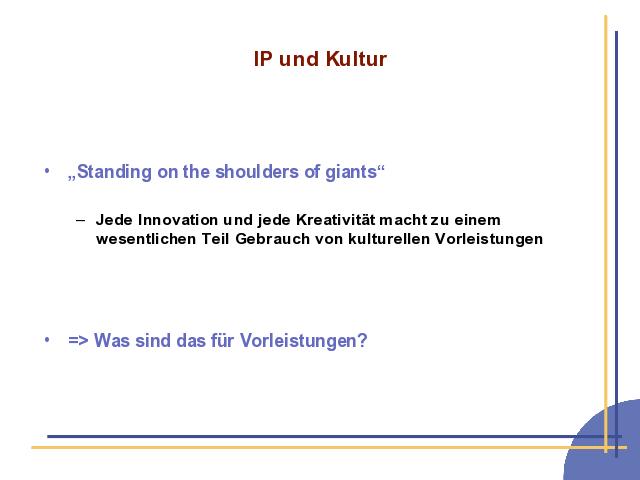 IP und Kultur
• „Standing on the shoulders of giants“
– Jede Innovation und jede Kreativität macht zu einem
wesentlichen Teil Gebrauch von kulturellen Vorleistungen
• => Was sind das für Vorleistungen?